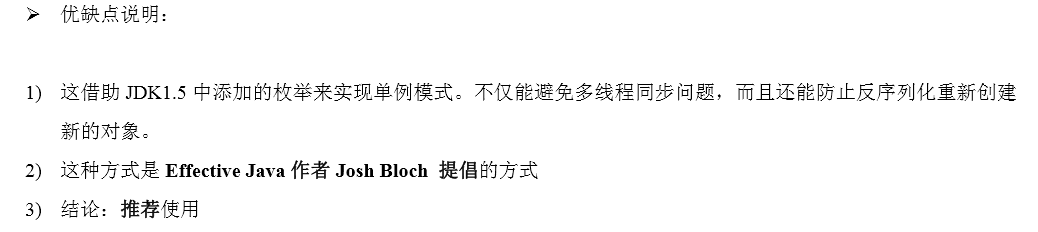 ➢ 优缺点说明：
1) 这借助 JDK1.5 中添加的枚举来实现单例模式。不仅能避免多线程同步问题，而且还能防止反序列化重新创建
新的对象。
2) 这种方式是 Effective Java 作者 Josh Bloch 提倡的方式
3) 结论：推荐使用